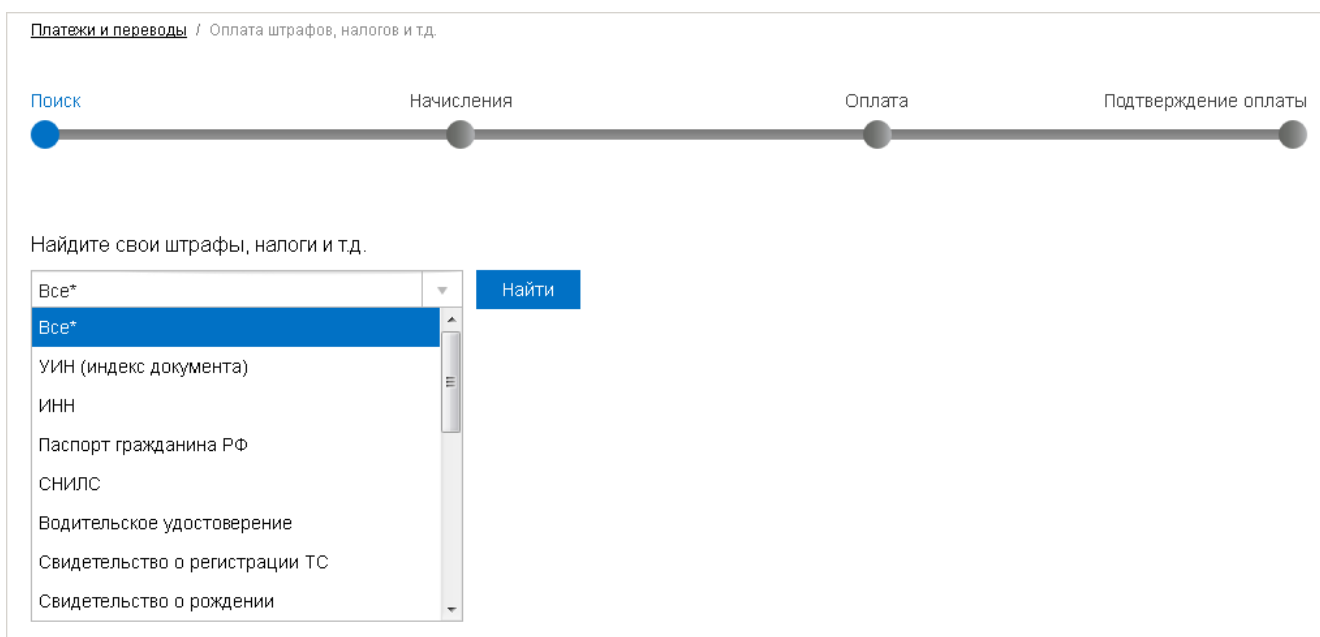 Платежи и переводы / Оплата штрафов, налогов и т.д.
Поиск Начисления Оплата Подтверждение оплаты
Найдите свои штрафы, налоги и т.д.
Все* Найти
Все*
УИН (индекс документа)
ИНН
Паспорт гражданина РФ
СНИЛС
Водительское удостоверение
Свидетельство о регистрации ТС
Свидетельство о рождении